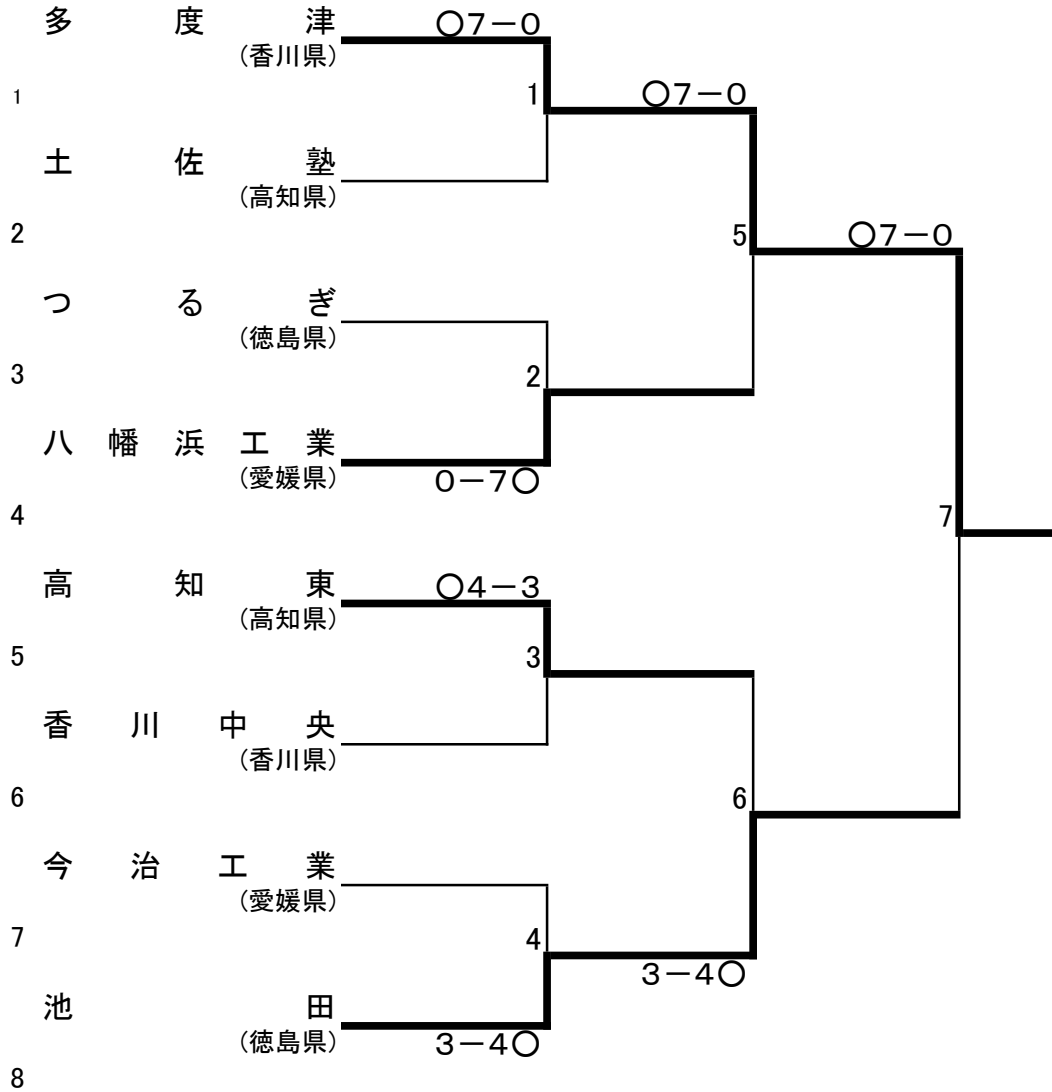 多度津 ○7－0
(香川県)
1 1 ○7－0
土佐塾
(高知県)
2 5 ○7－0
つるぎ
(徳島県)
3 2
八幡浜工業
(愛媛県) 0－7○
4 7
高知東 ○4－3
(高知県)
5 3
香川中央
(香川県)
6 6
今治工業
(愛媛県)
7 4
3－4○
池田
(徳島県) 3－4○
8